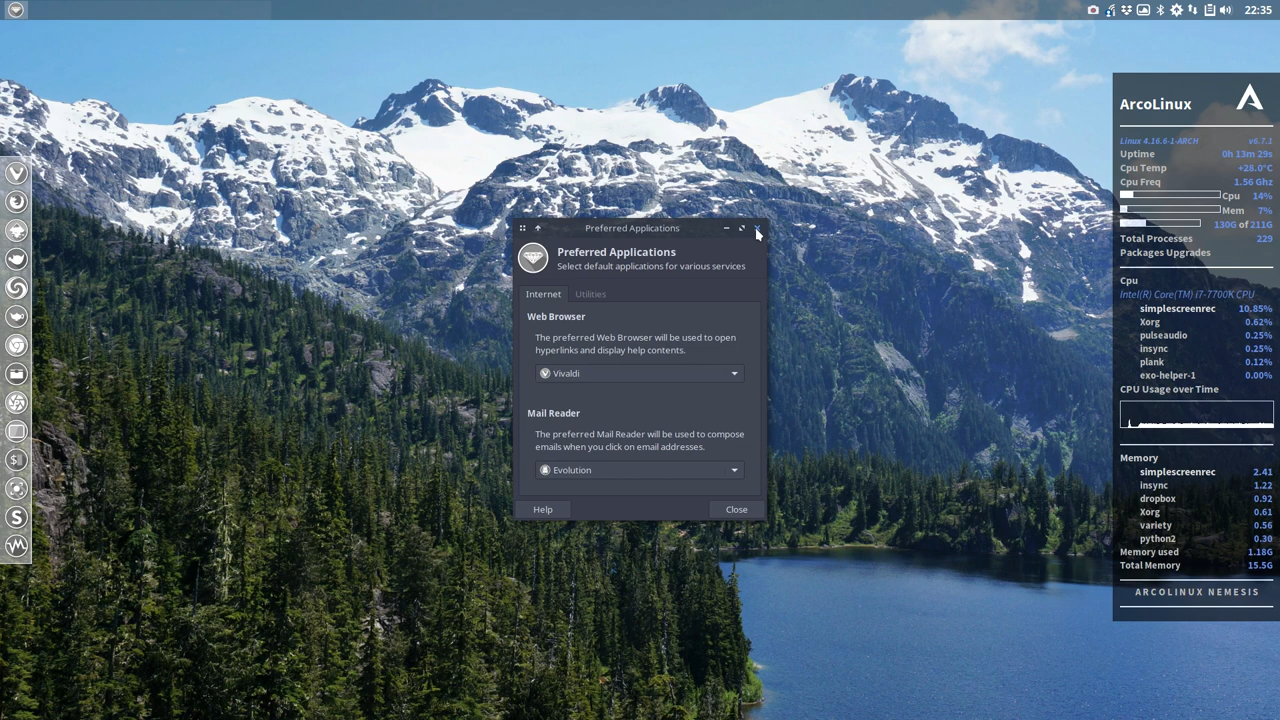 22:35
Preferred Applications
Preferred Applications
Select default applications for various services
Internet Utilities
Web Browser
The preferred Web Browser will be used to open
hyperlinks and display help contents.
Vivaldi
Mail Reader
The preferred Mail Reader will be used to compose
emails when you click on email addresses.
Evolution
Help Close
ArcoLinux
Linux 4.16.6-1-ARCH v6.7.1
Uptime 0h 13m 29s
Cpu Temp +28.0°C
Cpu Freq 1.56 Ghz
Cpu 14%
Mem 7%
130G of 211G
Total Processes 229
Packages Upgrades
Cpu
Intel(R) Core(TM) i7-7700K CPU
simplescreenrec 10.85%
Xorg 0.62%
pulseaudio 0.25%
insync 0.25%
plank 0.12%
exo-helper-1 0.00%
CPU Usage over Time
Memory
simplescreenrec 2.41
insync 1.22
dropbox 0.92
Xorg 0.61
variety 0.56
python2 0.30
Memory used 1.18G
Total Memory 15.5G
ARCOLINUX NEMESIS